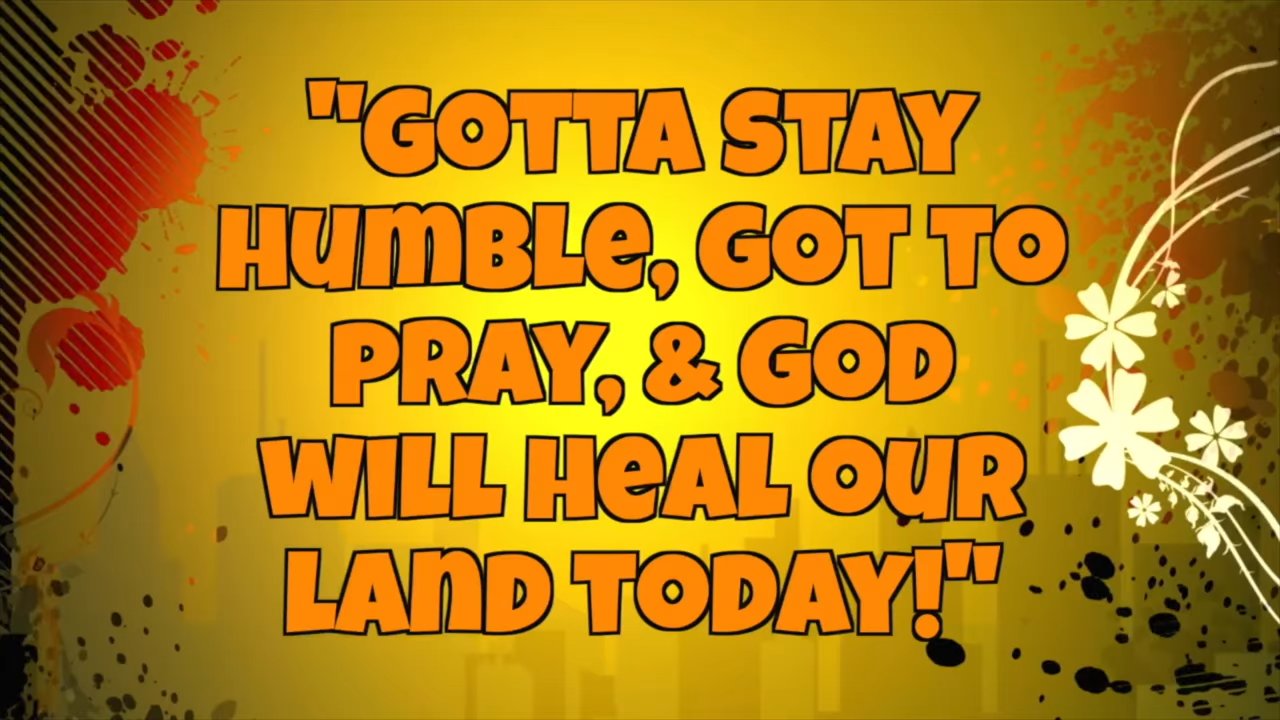 "GOTTA STAY
HUMBLE, GOT TO
PRAY, & GOD
WILL HEAL OUR
LAND TODAY!"